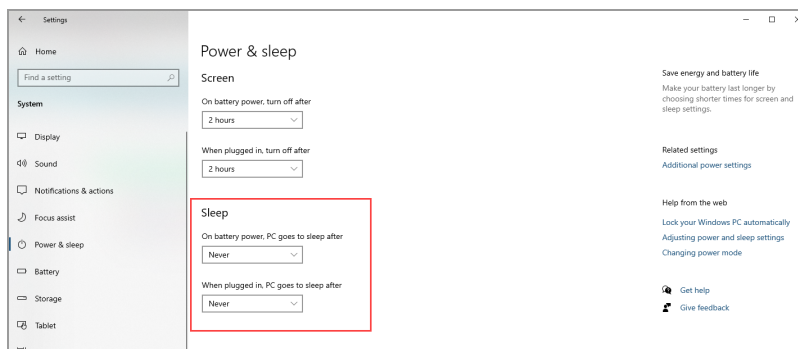 Settings
Home
Find a setting
System
Display
Sound
Notifications & actions
Focus assist
Power & sleep
Battery
Storage
Tablet
Power & sleep
Screen
On battery power, turn off after
2 hours
When plugged in, turn off after
2 hours
Sleep
On battery power, PC goes to sleep after
Never
When plugged in, PC goes to sleep after
Never
Save energy and battery life
Make your battery last longer by
choosing shorter times for screen and
sleep settings.
Related settings
Additional power settings
Help from the web
Lock your Windows PC automatically
Adjusting power and sleep settings
Changing power mode
Get help
Give feedback